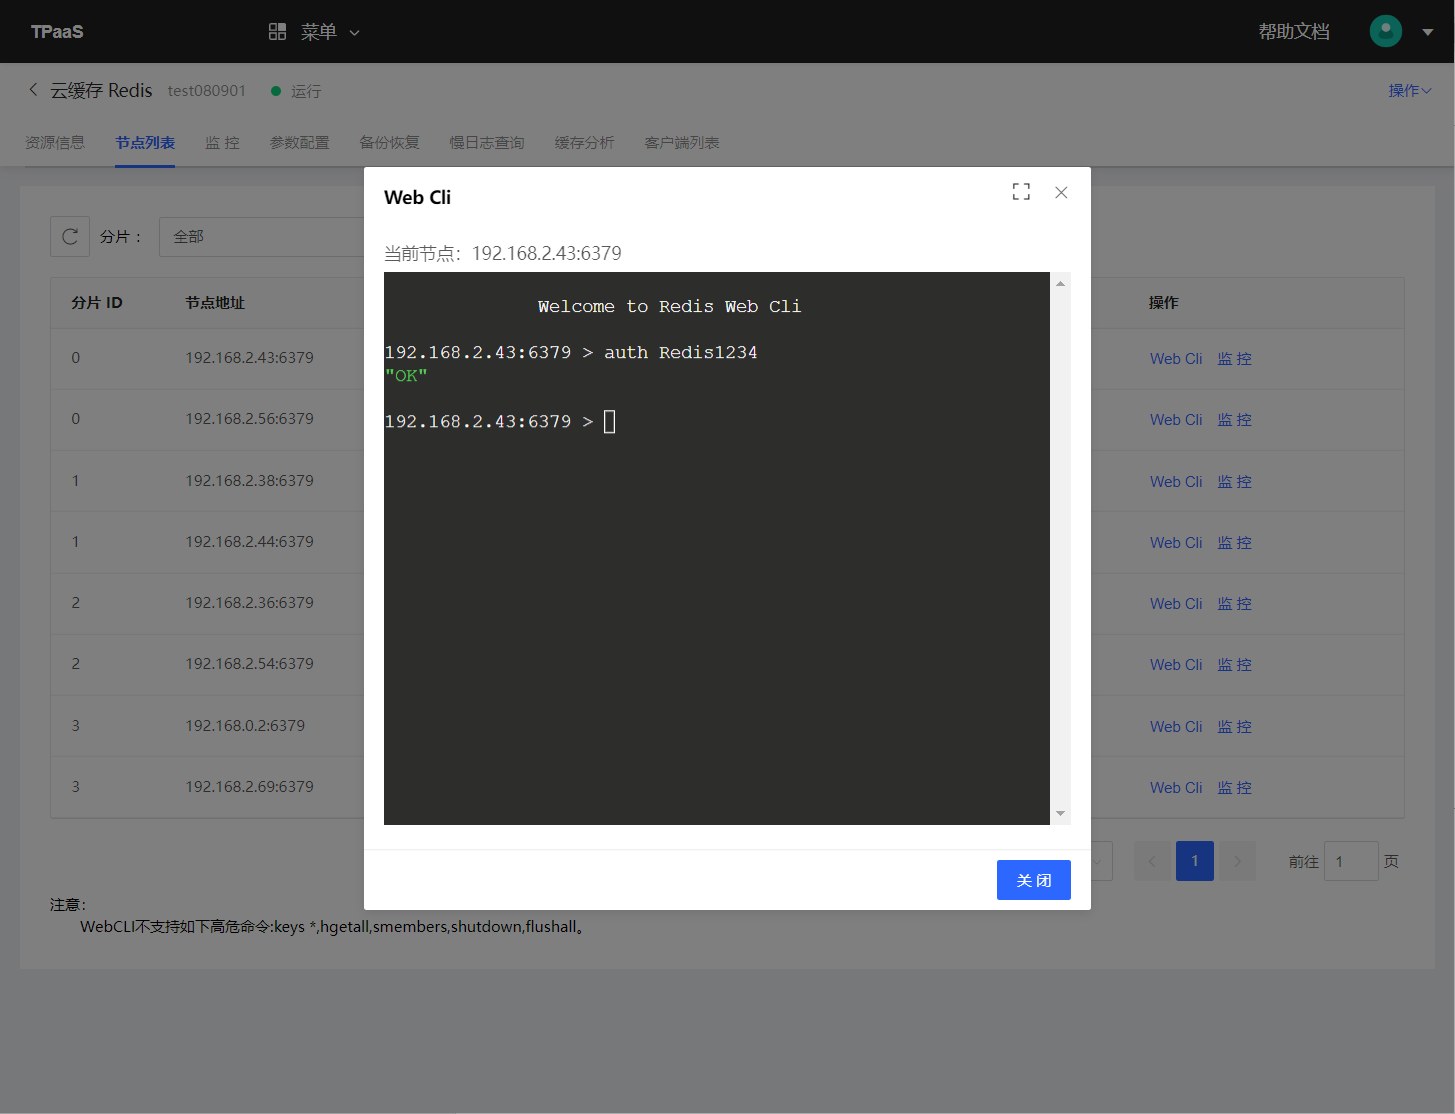 TPaaS 菜单 帮助文档
云缓存 Redis test080901 运行 操作
资源信息 节点列表 监 控 参数配置 备份恢复 慢日志查询 缓存分析 客户端列表
Web Cli
分片 : 全部
当前节点：192.168.2.43:6379
分片 ID 节点地址 操作
Welcome to Redis Web Cli
192.168.2.43:6379 > auth Redis1234
"OK"
192.168.2.43:6379 >
0 192.168.2.43:6379 Web Cli 监 控
0 192.168.2.56:6379 Web Cli 监 控
1 192.168.2.38:6379 Web Cli 监 控
1 192.168.2.44:6379 Web Cli 监 控
2 192.168.2.36:6379 Web Cli 监 控
2 192.168.2.54:6379 Web Cli 监 控
3 192.168.0.2:6379 Web Cli 监 控
3 192.168.2.69:6379 Web Cli 监 控
1 前往 1 页
关 闭
注意：
WebCLI不支持如下高危命令:keys *,hgetall,smembers,shutdown,flushall。